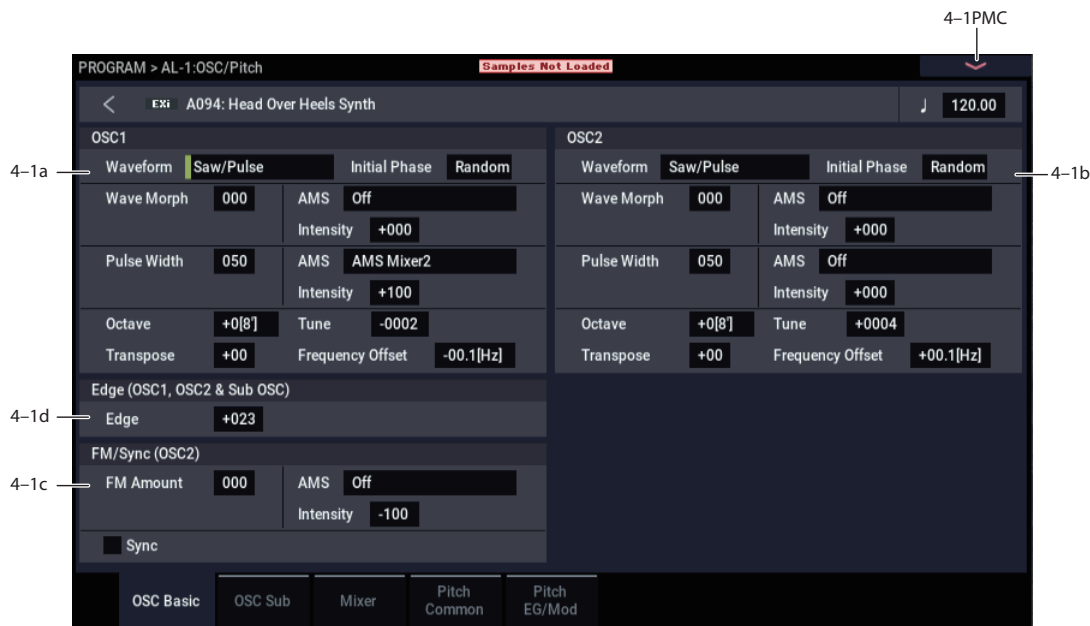 4–1PMC
PROGRAM > AL-1:OSC/Pitch
Samples Not Loaded
EXi A094: Head Over Heels Synth
♩ 120.00
OSC1
4–1a
Waveform Saw/Pulse Initial Phase Random
Wave Morph 000 AMS Off
Intensity +000
Pulse Width 050 AMS AMS Mixer2
Intensity +100
Octave +0[8'] Tune -0002
Transpose +00 Frequency Offset -00.1[Hz]
OSC2
Waveform Saw/Pulse Initial Phase Random
4–1b
Wave Morph 000 AMS Off
Intensity +000
Pulse Width 050 AMS Off
Intensity +000
Octave +0[8'] Tune +0004
Transpose +00 Frequency Offset +00.1[Hz]
Edge (OSC1, OSC2 & Sub OSC)
4–1d
Edge +023
FM/Sync (OSC2)
4–1c
FM Amount 000 AMS Off
Intensity -100
Sync
OSC Basic
OSC Sub
Mixer
Pitch
Common
Pitch
EG/Mod